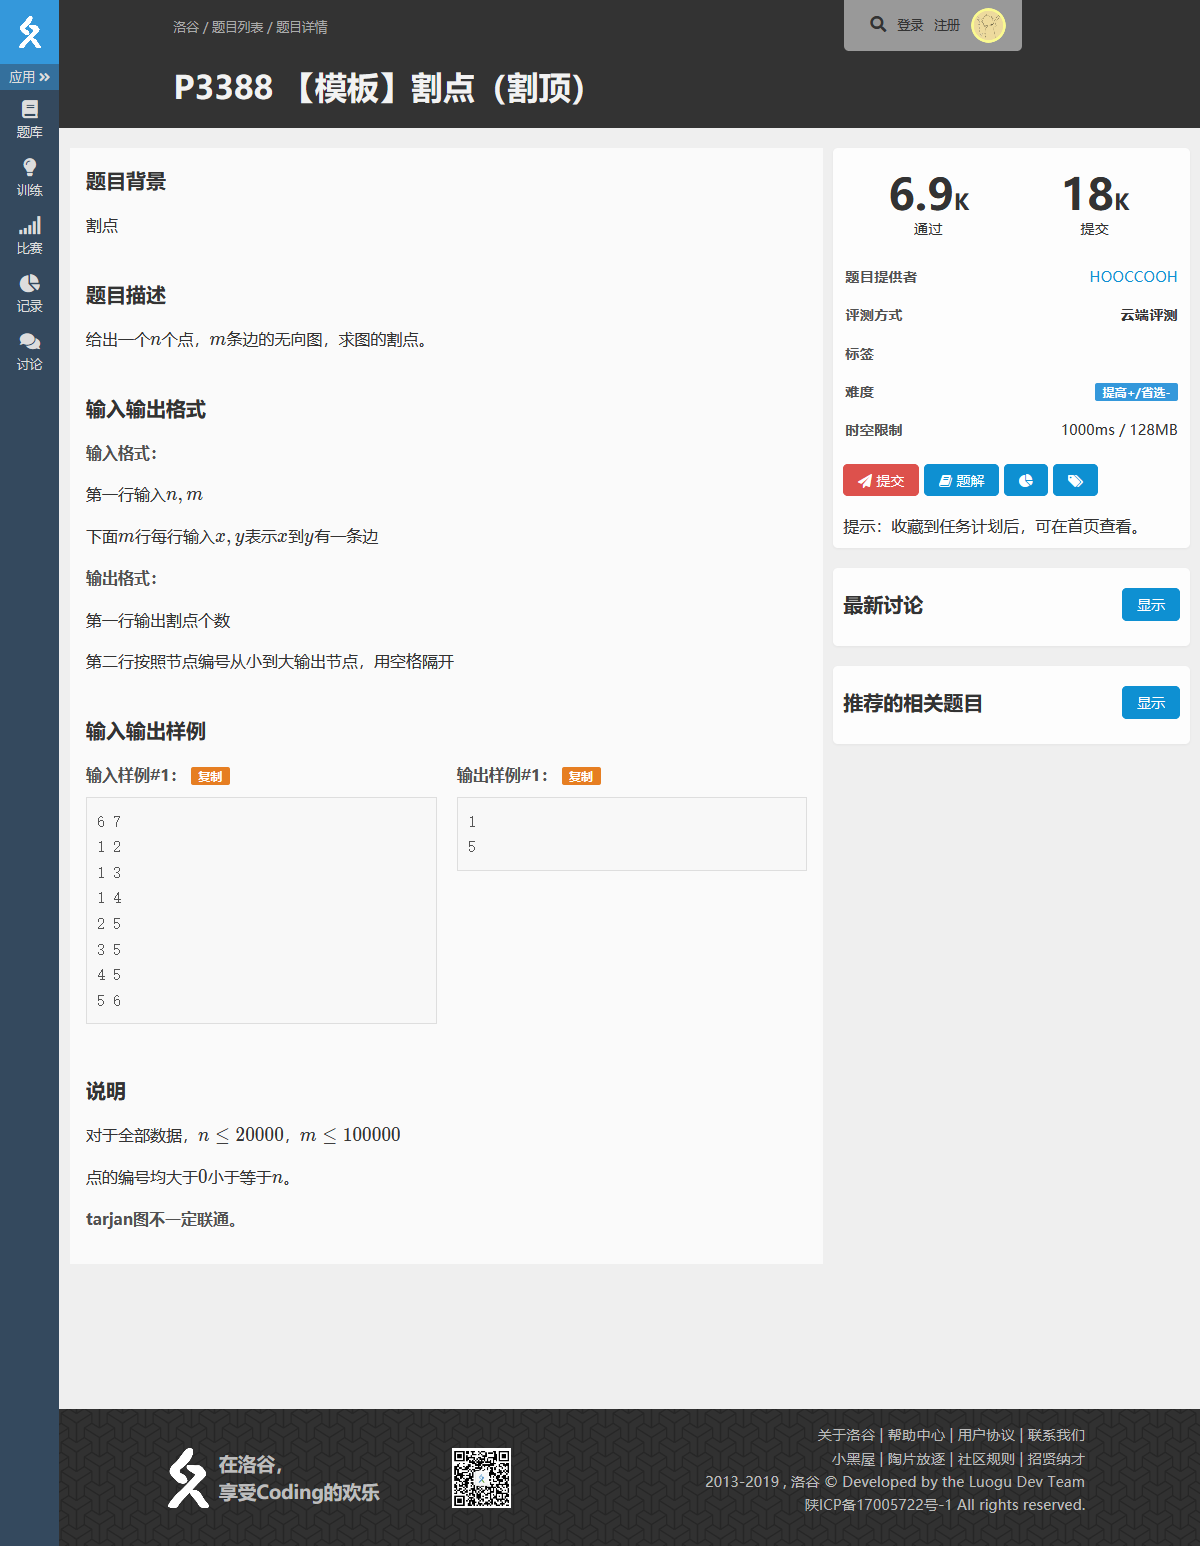 洛谷 / 题目列表 / 题目详情
登录 注册
P3388 【模板】割点（割顶）
应用
题库
训练
比赛
记录
讨论
题目背景
割点
题目描述
给出一个n个点，m条边的无向图，求图的割点。
输入输出格式
输入格式：
第一行输入n, m
下面m行每行输入x, y表示x到y有一条边
输出格式：
第一行输出割点个数
第二行按照节点编号从小到大输出节点，用空格隔开
输入输出样例
输入样例#1： 复制
6 7
1 2
1 3
1 4
2 5
3 5
4 5
5 6
输出样例#1： 复制
1
5
说明
对于全部数据，n ≤ 20000，m ≤ 100000
点的编号均大于0小于等于n。
tarjan图不一定联通。
6.9K 18K
通过 提交
题目提供者 HOOCCOOH
评测方式 云端评测
标签
难度 提高+/省选-
时空限制 1000ms / 128MB
提交 题解
提示：收藏到任务计划后，可在首页查看。
最新讨论 显示
推荐的相关题目 显示
在洛谷，
享受Coding的欢乐
关于洛谷 | 帮助中心 | 用户协议 | 联系我们
小黑屋 | 陶片放逐 | 社区规则 | 招贤纳才
2013-2019 , 洛谷 © Developed by the Luogu Dev Team
陕ICP备17005722号-1 All rights reserved.